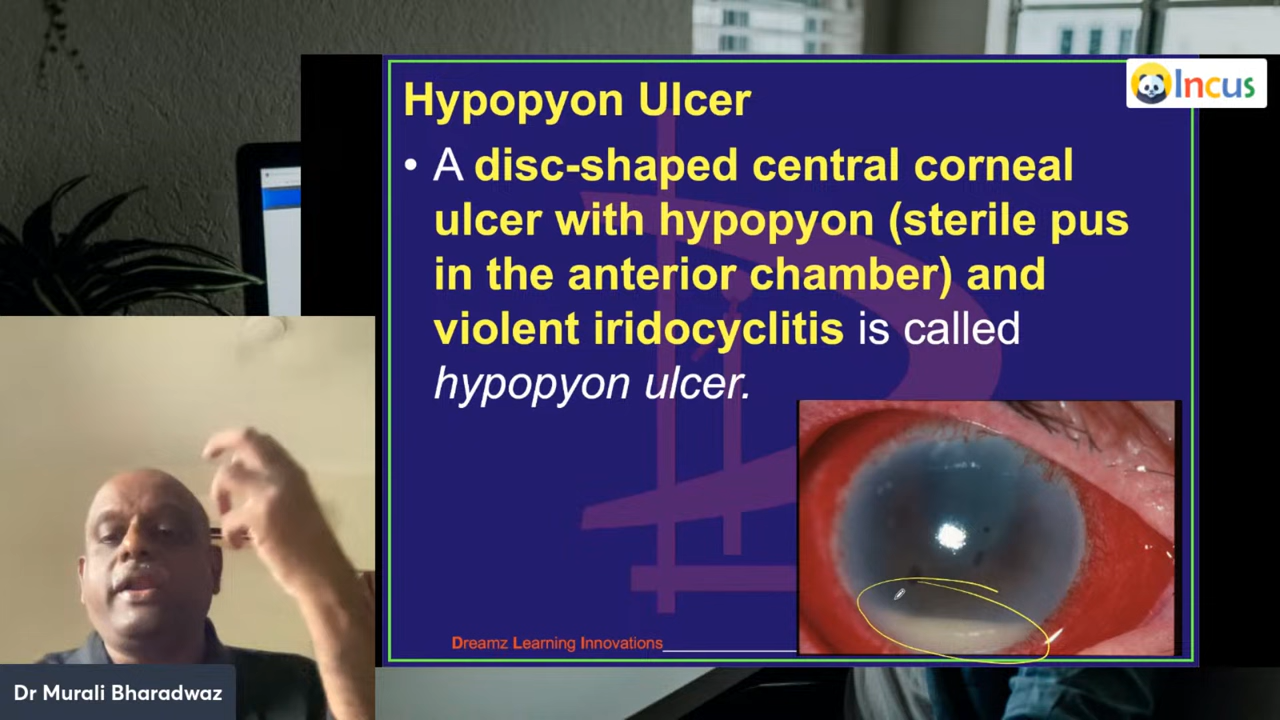 Incus
Hypopyon Ulcer
• A disc-shaped central corneal
ulcer with hypopyon (sterile pus
in the anterior chamber) and
violent iridocyclitis is called
hypopyon ulcer.
Dreamz Learning Innovations
Dr Murali Bharadwaz